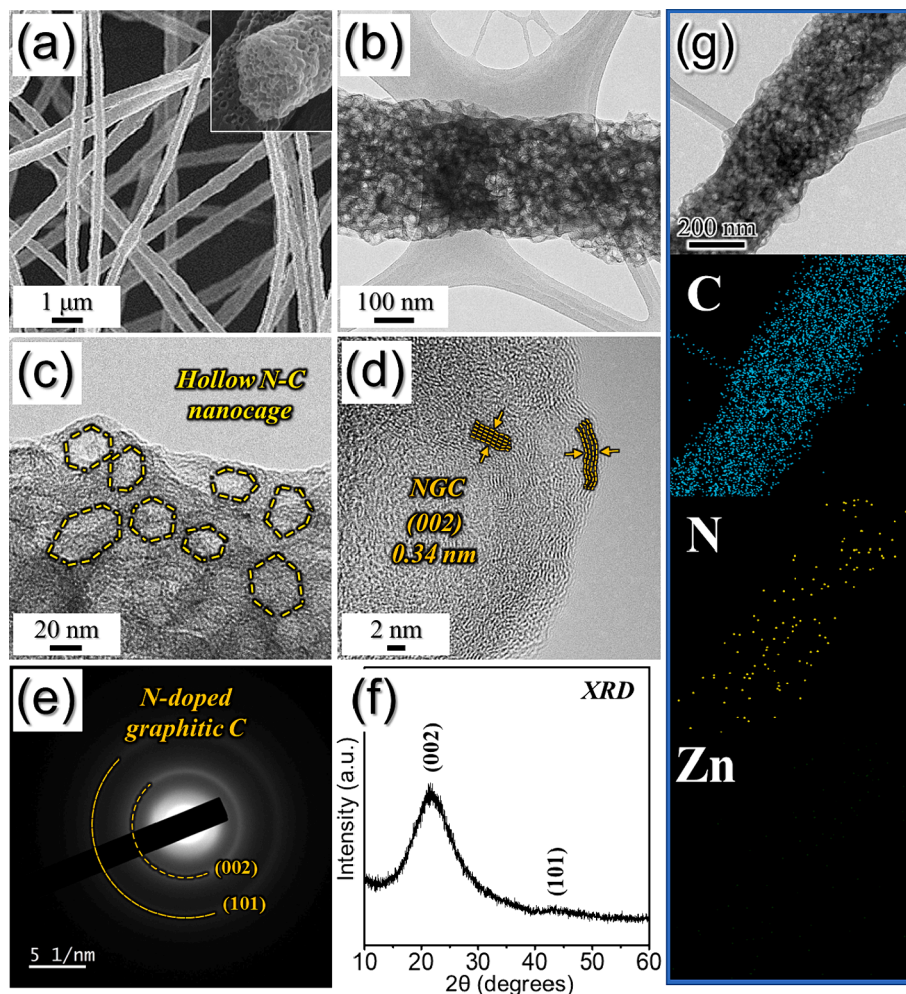 (a)
1 μm
(b)
100 nm
(g)
200 nm
C
N
Zn
(c)
Hollow N-C
nanocage
20 nm
(d)
NGC
(002)
0.34 nm
2 nm
(e)
N-doped
graphitic C
(002)
(101)
5 1/nm
(f)
XRD
(002)
(101)
Intensity (a.u.)
10 20 30 40 50 60
2θ (degrees)